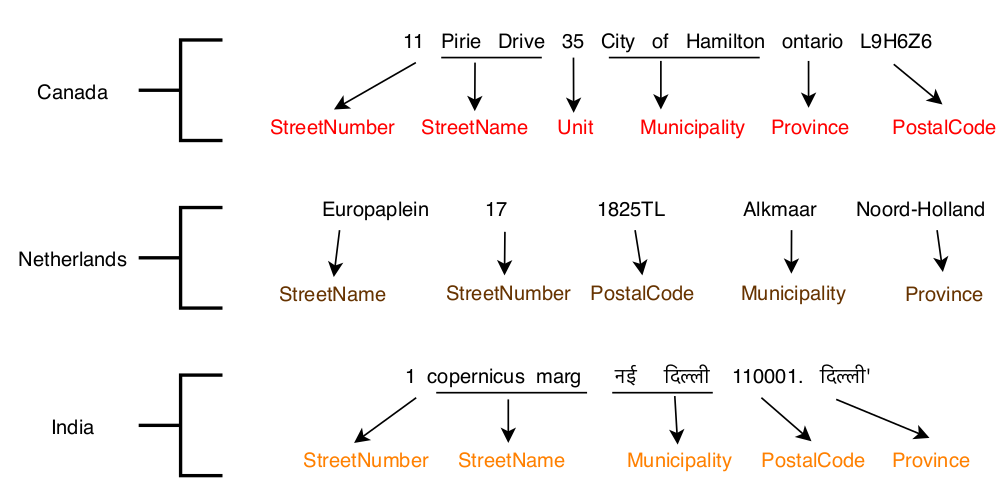 11 Pirie Drive 35 City of Hamilton ontario L9H6Z6
Canada
StreetNumber StreetName Unit Municipality Province PostalCode
Europaplein 17 1825TL Alkmaar Noord-Holland
Netherlands
StreetName StreetNumber PostalCode Municipality Province
1 copernicus marg नई दिल्ली 110001. दिल्ली'
India
StreetNumber StreetName Municipality PostalCode Province